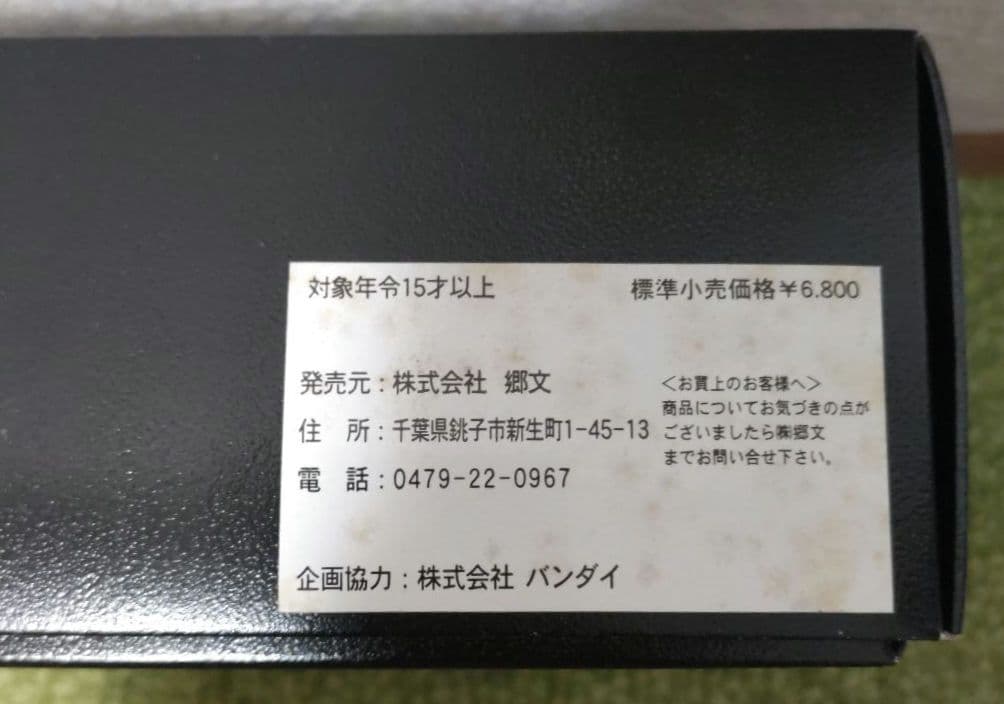 対象年令15才以上 標準小売価格¥6.800
発売元:株式会社 郷文
住 所:千葉県銚子市新生町1-45-13
電 話:0479-22-0967
<お買上のお客様へ>
商品についてお気づきの点が
ございましたら㈱郷文
までお問い合せ下さい。
企画協力:株式会社 バンダイ